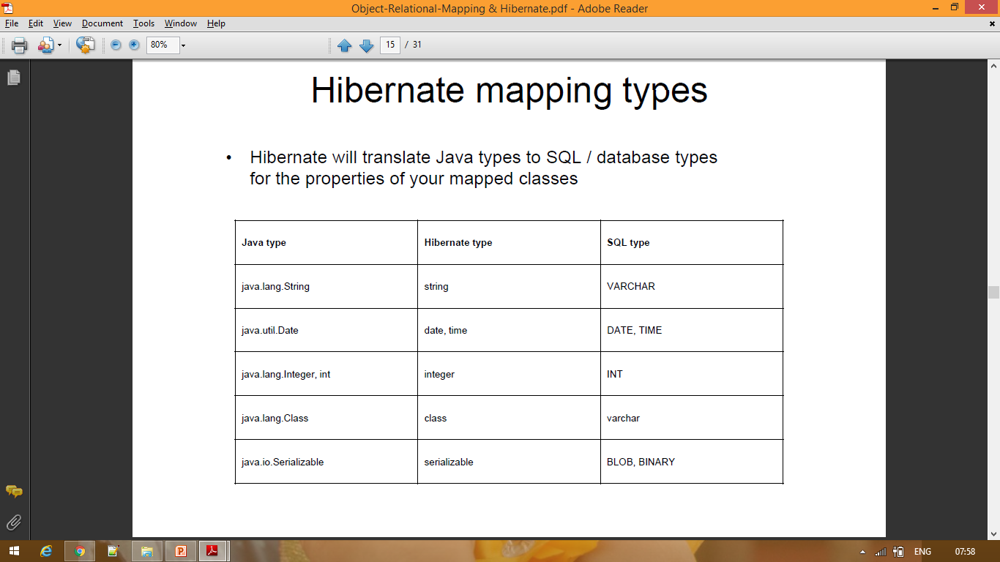 Object-Relational-Mapping & Hibernate.pdf - Adobe Reader
File Edit View Document Tools Window Help
80% 15 / 31
Hibernate mapping types
• Hibernate will translate Java types to SQL / database types
for the properties of your mapped classes
Java type Hibernate type SQL type
java.lang.String string VARCHAR
java.util.Date date, time DATE, TIME
java.lang.Integer, int integer INT
java.lang.Class class varchar
java.io.Serializable serializable BLOB, BINARY
ENG 07:58